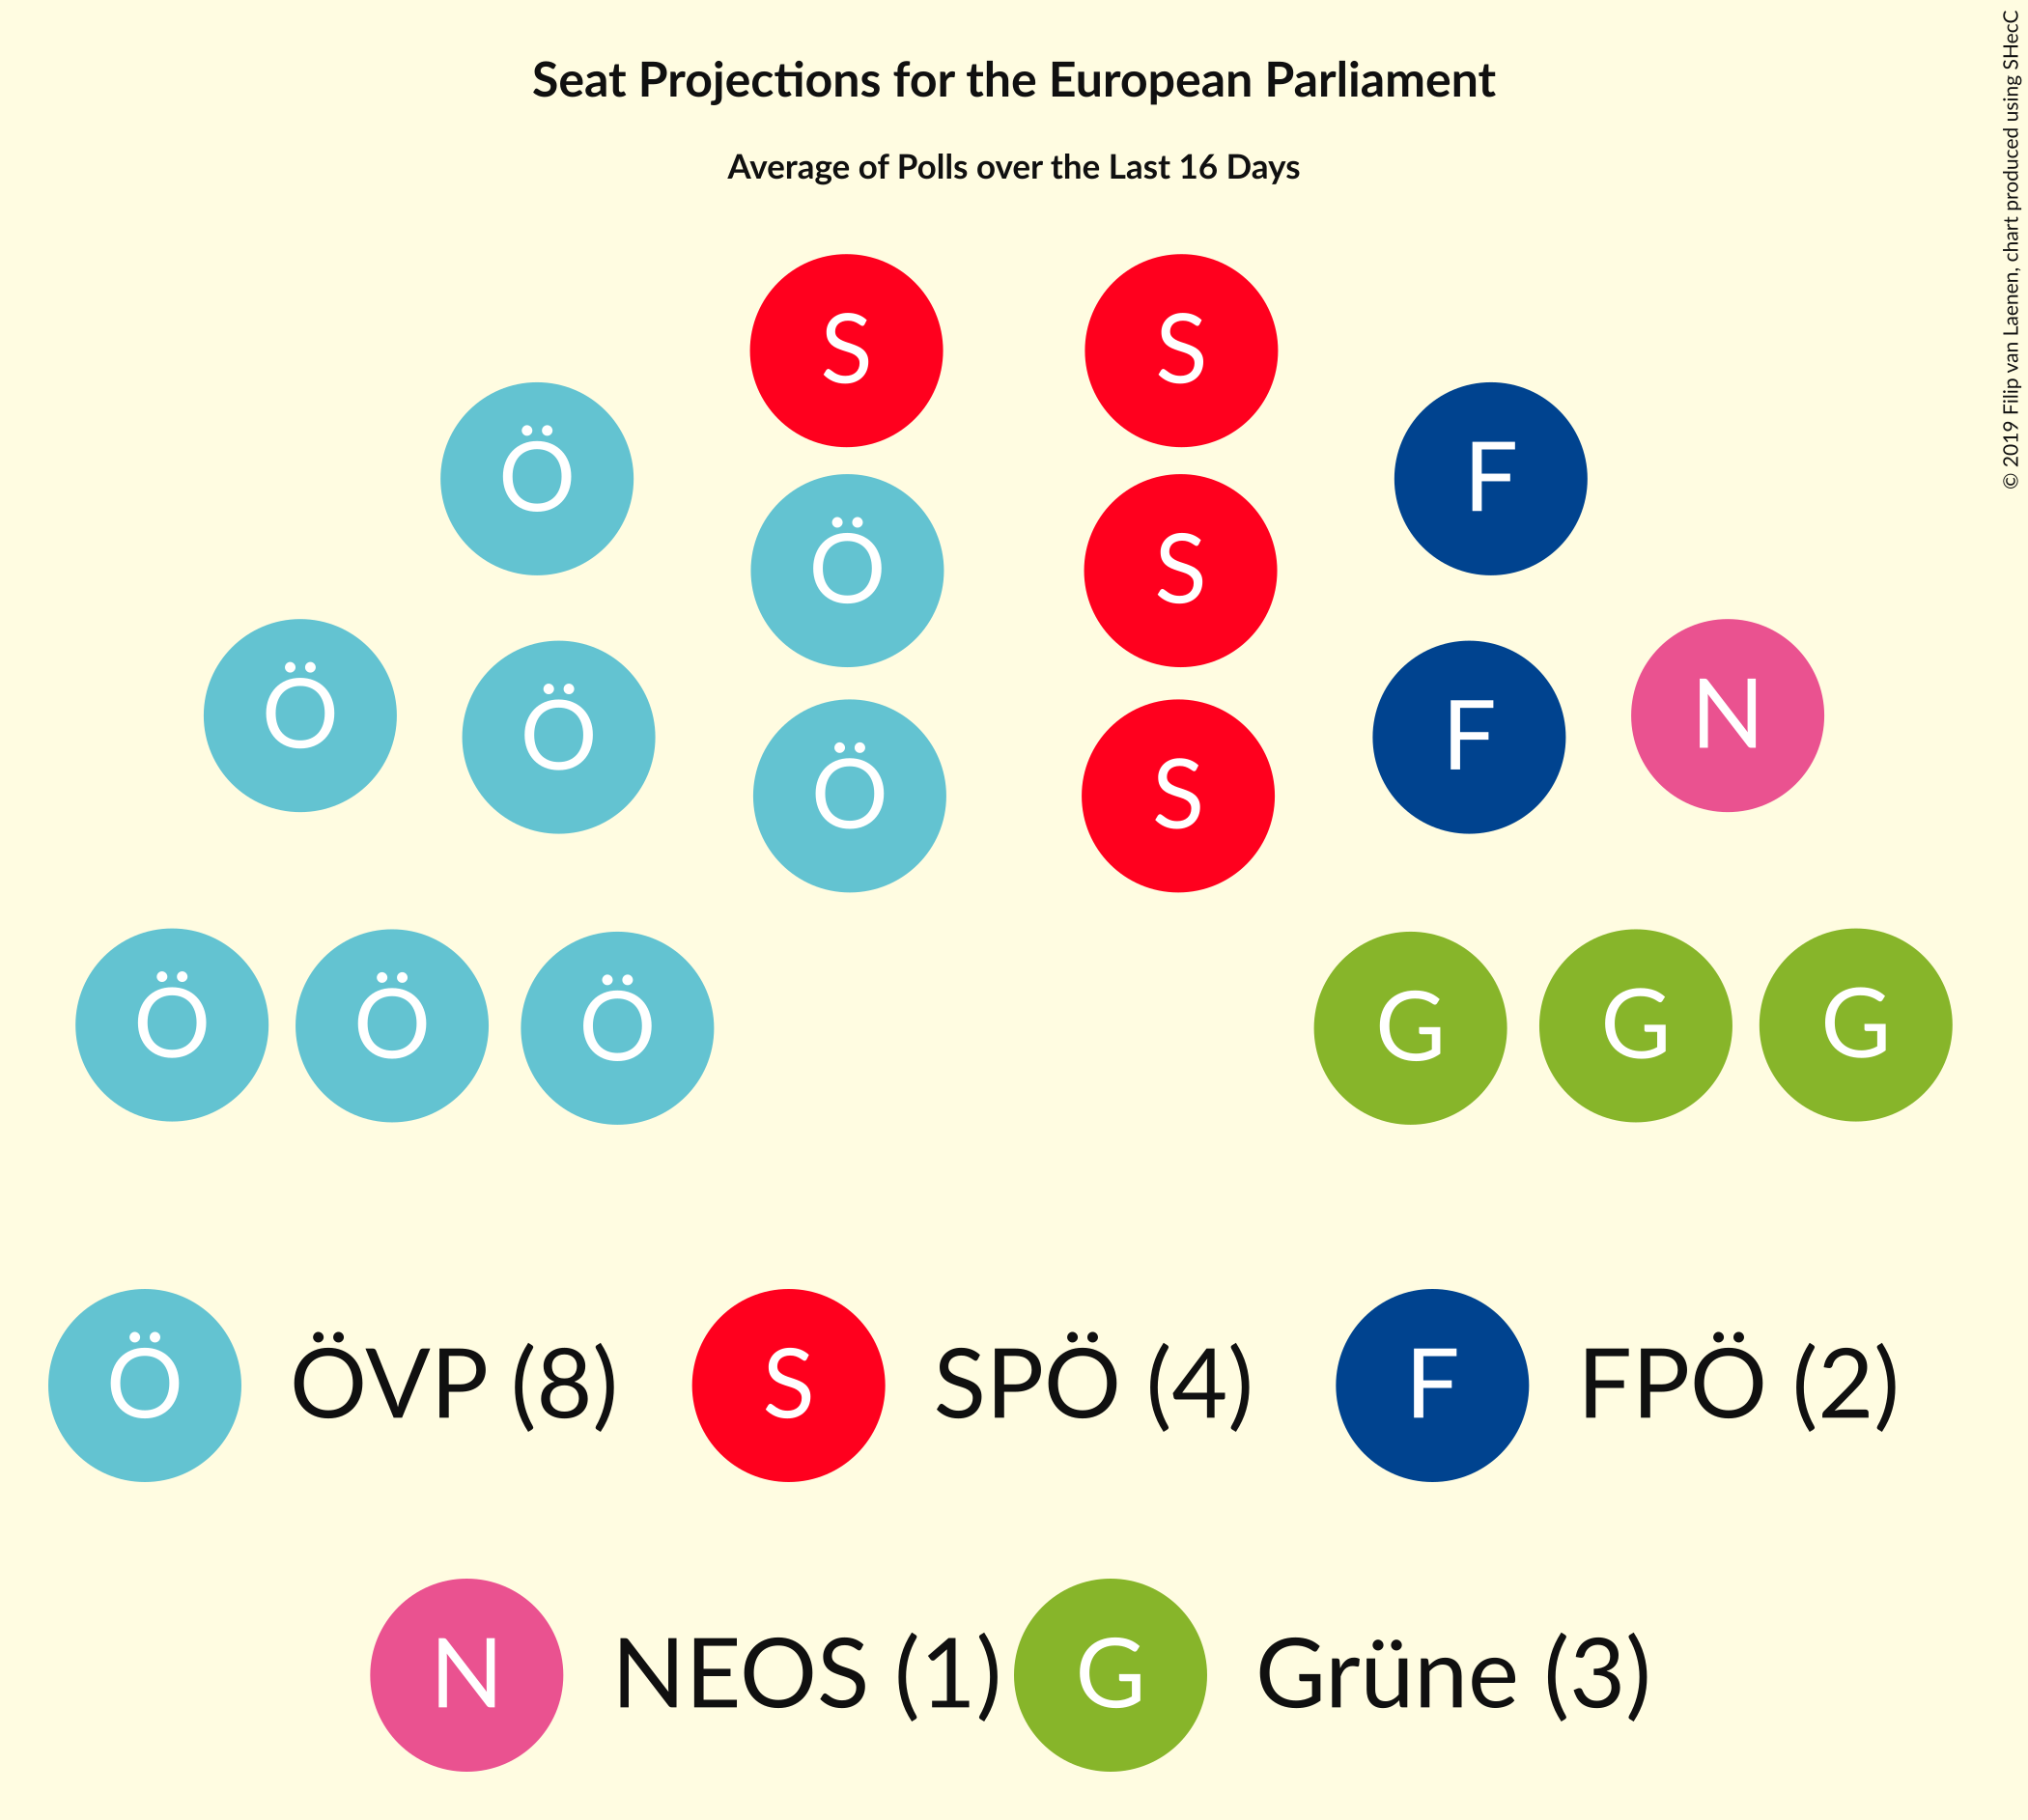 Seat Projections for the European Parliament
Average of Polls over the Last 16 Days
© 2019 Filip van Laenen, chart produced using SHecC
S S
Ö F
Ö S
Ö N
Ö F
Ö S
Ö Ö Ö G G G
Ö ÖVP (8) S SPÖ (4) F FPÖ (2)
N NEOS (1) G Grüne (3)